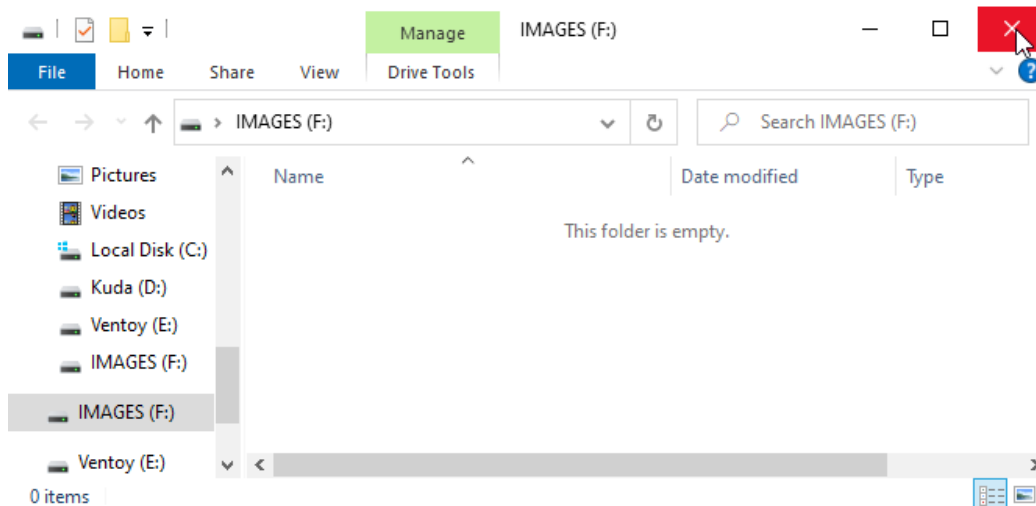 Manage IMAGES (F:)
File Home Share View Drive Tools ?
IMAGES (F:) Search IMAGES (F:)
Pictures
Videos
Local Disk (C:)
Kuda (D:)
Ventoy (E:)
IMAGES (F:)
IMAGES (F:)
Ventoy (E:)
Name Date modified Type
This folder is empty.
0 items